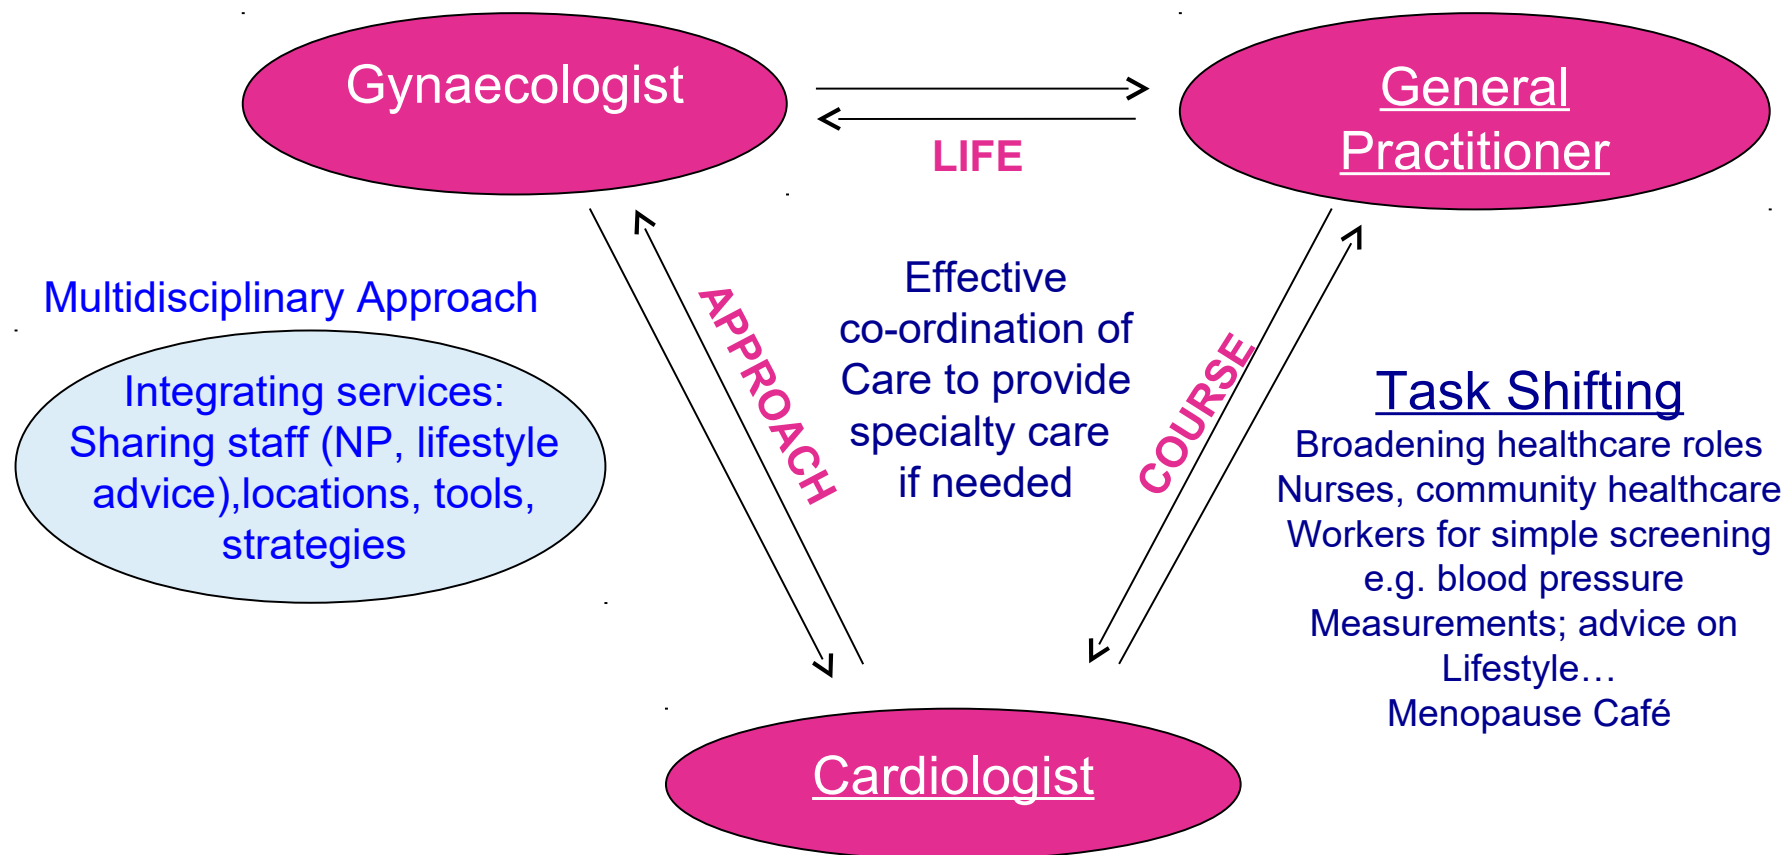 Gynaecologist
General
Practitioner
LIFE
COURSE
APPROACH
Effective
co-ordination of
Care to provide
specialty care
if needed
Multidisciplinary Approach
Integrating services:
Sharing staff (NP, lifestyle
advice),locations, tools,
strategies
Task Shifting
Broadening healthcare roles
Nurses, community healthcare
Workers for simple screening
e.g. blood pressure
Measurements; advice on
Lifestyle…
Menopause Café
Cardiologist